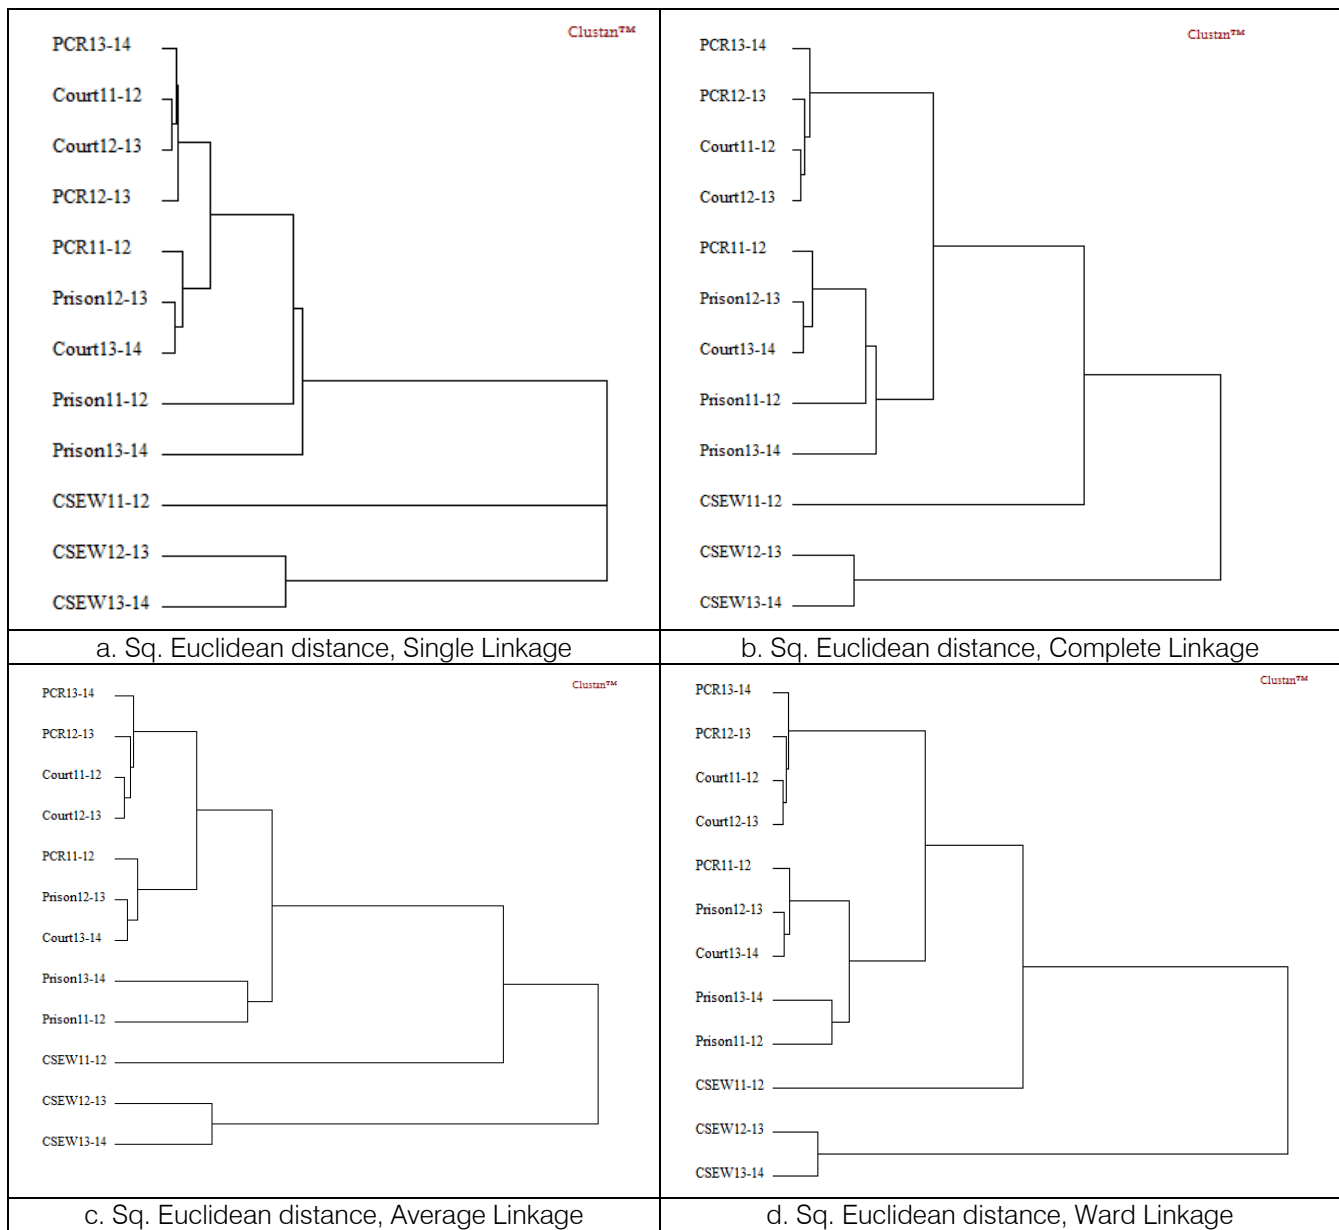 Clustan™
PCR13-14
Court11-12
Court12-13
PCR12-13
PCR11-12
Prison12-13
Court13-14
Prison11-12
Prison13-14
CSEW11-12
CSEW12-13
CSEW13-14
a. Sq. Euclidean distance, Single Linkage
Clustan™
PCR13-14
PCR12-13
Court11-12
Court12-13
PCR11-12
Prison12-13
Court13-14
Prison11-12
Prison13-14
CSEW11-12
CSEW12-13
CSEW13-14
b. Sq. Euclidean distance, Complete Linkage
Clustan™
PCR13-14
PCR12-13
Court11-12
Court12-13
PCR11-12
Prison12-13
Court13-14
Prison13-14
Prison11-12
CSEW11-12
CSEW12-13
CSEW13-14
c. Sq. Euclidean distance, Average Linkage
Clustan™
PCR13-14
PCR12-13
Court11-12
Court12-13
PCR11-12
Prison12-13
Court13-14
Prison13-14
Prison11-12
CSEW11-12
CSEW12-13
CSEW13-14
d. Sq. Euclidean distance, Ward Linkage